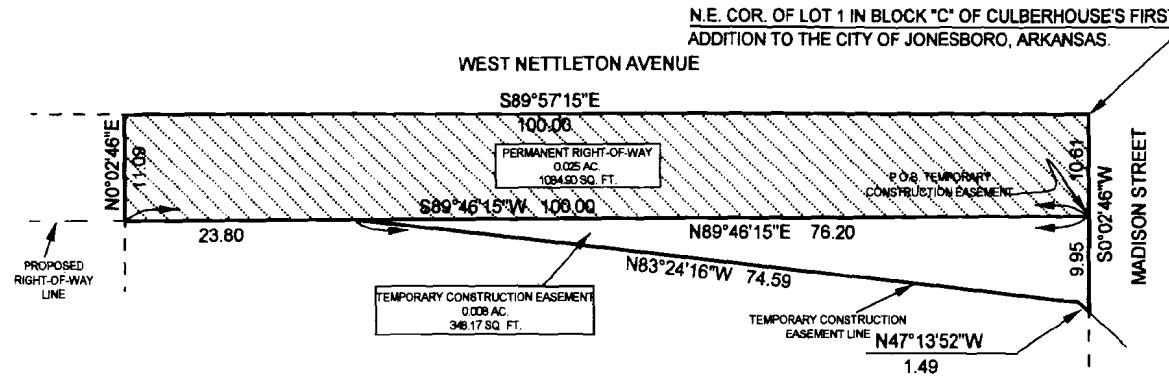 N.E. COR. OF LOT 1 IN BLOCK "C" OF CULBERHOUSE'S FIRST
ADDITION TO THE CITY OF JONESBORO, ARKANSAS.
WEST NETTLETON AVENUE
S89°57'15"E
100.00
N0°02'46"E
11.09
PERMANENT RIGHT-OF-WAY
0.025 AC.
1084.90 SQ. FT.
P.O.B. TEMPORARY
CONSTRUCTION EASEMENT
10.61
S0°02'46"W
MADISON STREET
S89°46'15"W 100.00
23.80
N89°46'15"E 76.20
9.95
PROPOSED
RIGHT-OF-WAY
LINE
N83°24'16"W 74.59
TEMPORARY CONSTRUCTION EASEMENT
0.008 AC.
348.17 SQ. FT.
TEMPORARY CONSTRUCTION
EASEMENT LINE
N47°13'52"W
1.49